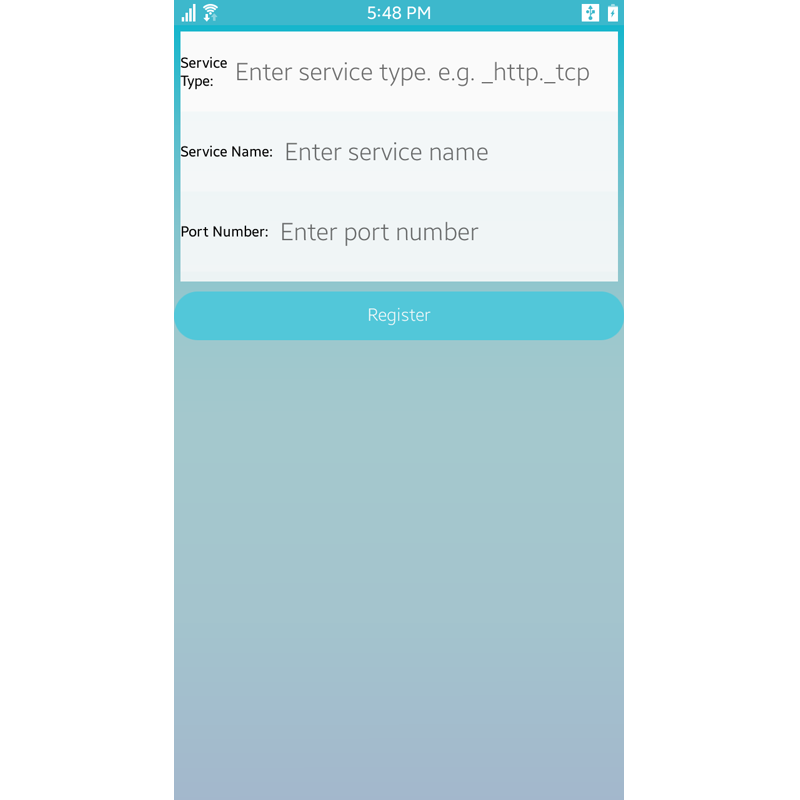 5:48 PM
Service
Type:
Enter service type. e.g. _http._tcp
Service Name: Enter service name
Port Number: Enter port number
Register